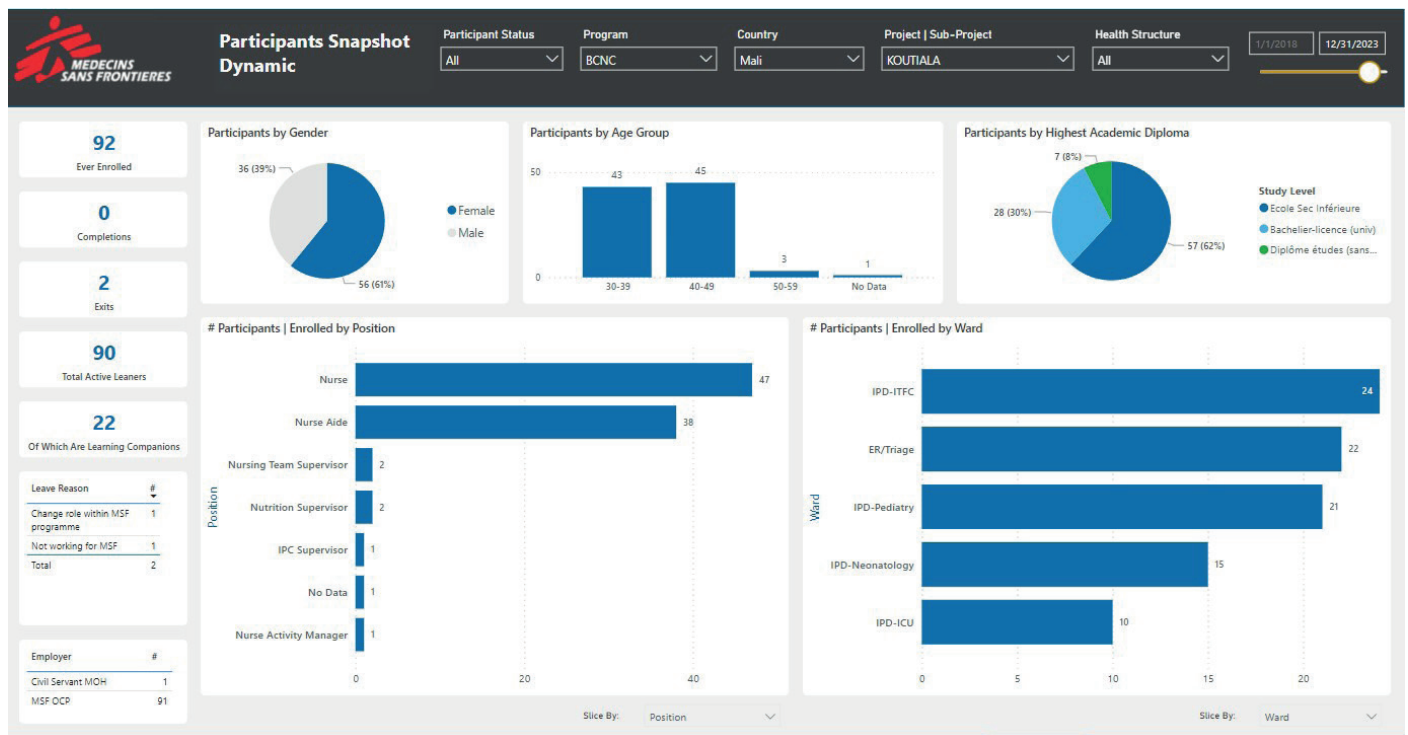 MEDECINS
SANS FRONTIERES
Participants Snapshot
Dynamic
Participant Status
All
Program
BCNC
Country
Mali
Project | Sub-Project
KOUTIALA
Health Structure
All
1/1/2018
12/31/2023
92
Ever Enrolled
0
Completions
2
Exits
90
Total Active Leaners
22
Of Which Are Learning Companions
Leave Reason #
Change role within MSF 1
programme
Not working for MSF 1
Total 2
Employer #
Civil Servant MOH 1
MSF OCP 91
Participants by Gender
36 (39%)
56 (61%)
Female
Male
Participants by Age Group
50
0
43
45
3
1
30-39
40-49
50-59
No Data
Participants by Highest Academic Diploma
7 (8%)
28 (30%)
57 (62%)
Study Level
Ecole Sec Inférieure
Bachelier-licence (univ)
Diplôme études (sans...
# Participants | Enrolled by Position
Position
Nurse 47
Nurse Aide 38
Nursing Team Supervisor 2
Nutrition Supervisor 2
IPC Supervisor 1
No Data 1
Nurse Activity Manager 1
0 20 40
Slice By: Position
# Participants | Enrolled by Ward
Ward
IPD-ITFC 24
ER/Triage 22
IPD-Pediatry 21
IPD-Neonatology 15
IPD-ICU 10
0 5 10 15 20
Slice By: Ward